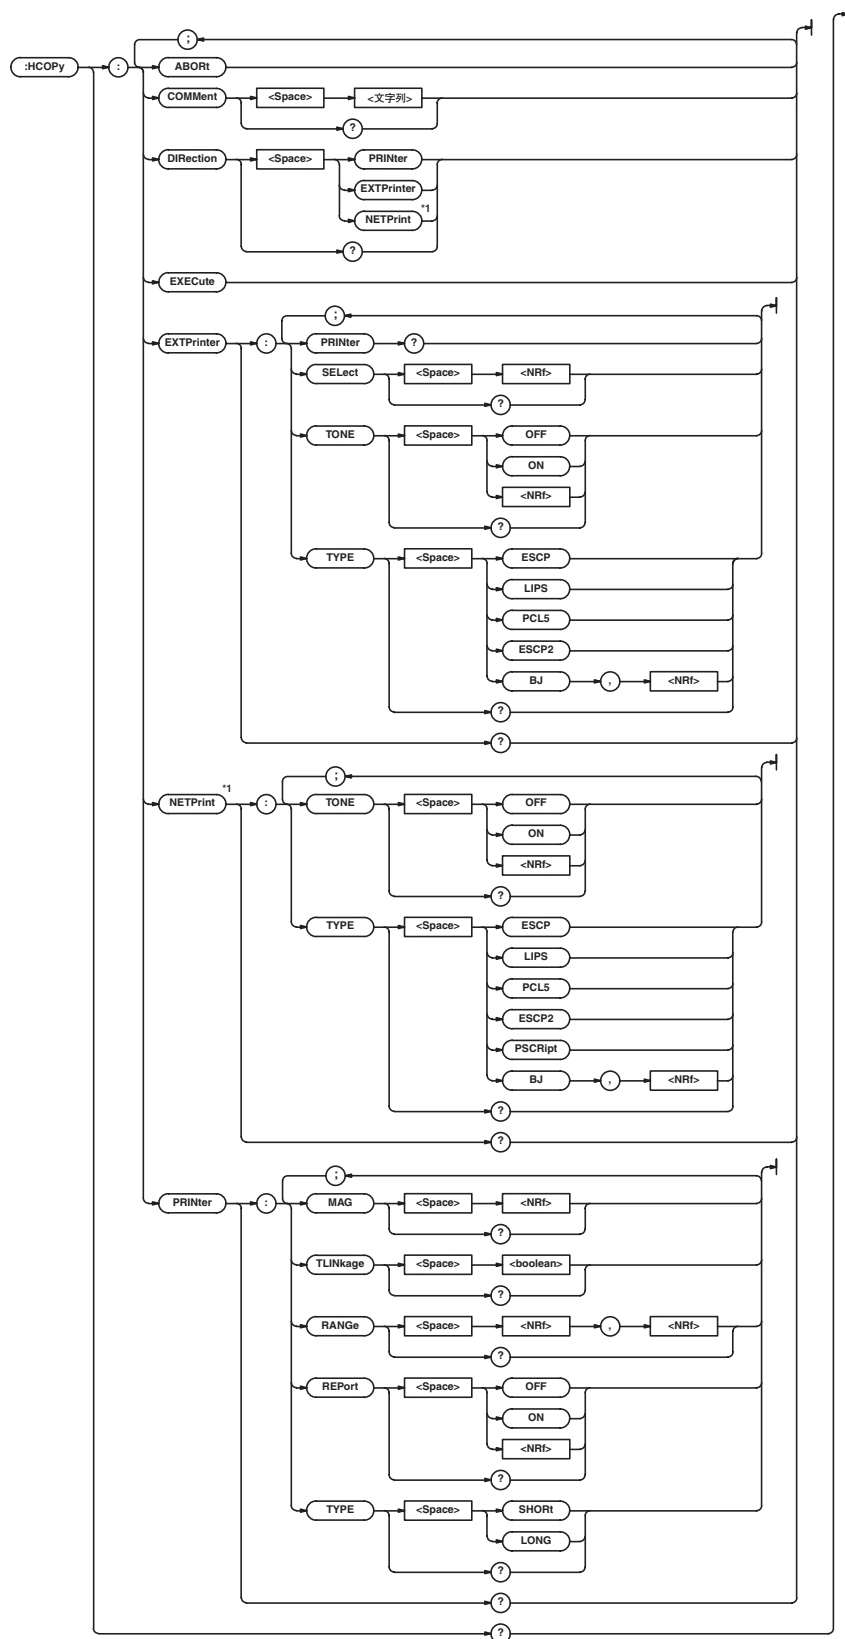 ;
:HCOPy : ABORt
COMMent <Space> <文字列>
?
DIRection <Space> PRINter
EXTPrinter
NETPrint *1
?
EXECute
;
EXTPrinter : PRINter ?
SELect <Space> <NRf>
?
TONE <Space> OFF
ON
<NRf>
?
TYPE <Space> ESCP
LIPS
PCL5
ESCP2
BJ , <NRf>
?
?
;
NETPrint *1 : TONE <Space> OFF
ON
<NRf>
?
TYPE <Space> ESCP
LIPS
PCL5
ESCP2
PSCRipt
BJ , <NRf>
?
?
;
PRINter : MAG <Space> <NRf>
?
TLINkage <Space> <boolean>
?
RANGe <Space> <NRf> , <NRf>
?
REPort <Space> OFF
ON
<NRf>
?
TYPE <Space> SHORt
LONG
?
?
?